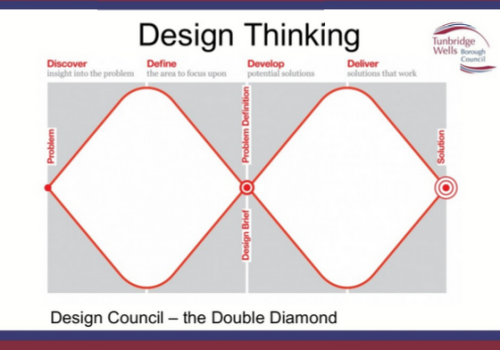 Design Thinking
Tunbridge
Wells Borough
Council
Discover
insight into the problem
Define
the area to focus upon
Develop
potential solutions
Deliver
solutions that work
Problem
Problem Definition
Design Brief
Solution
Design Council – the Double Diamond